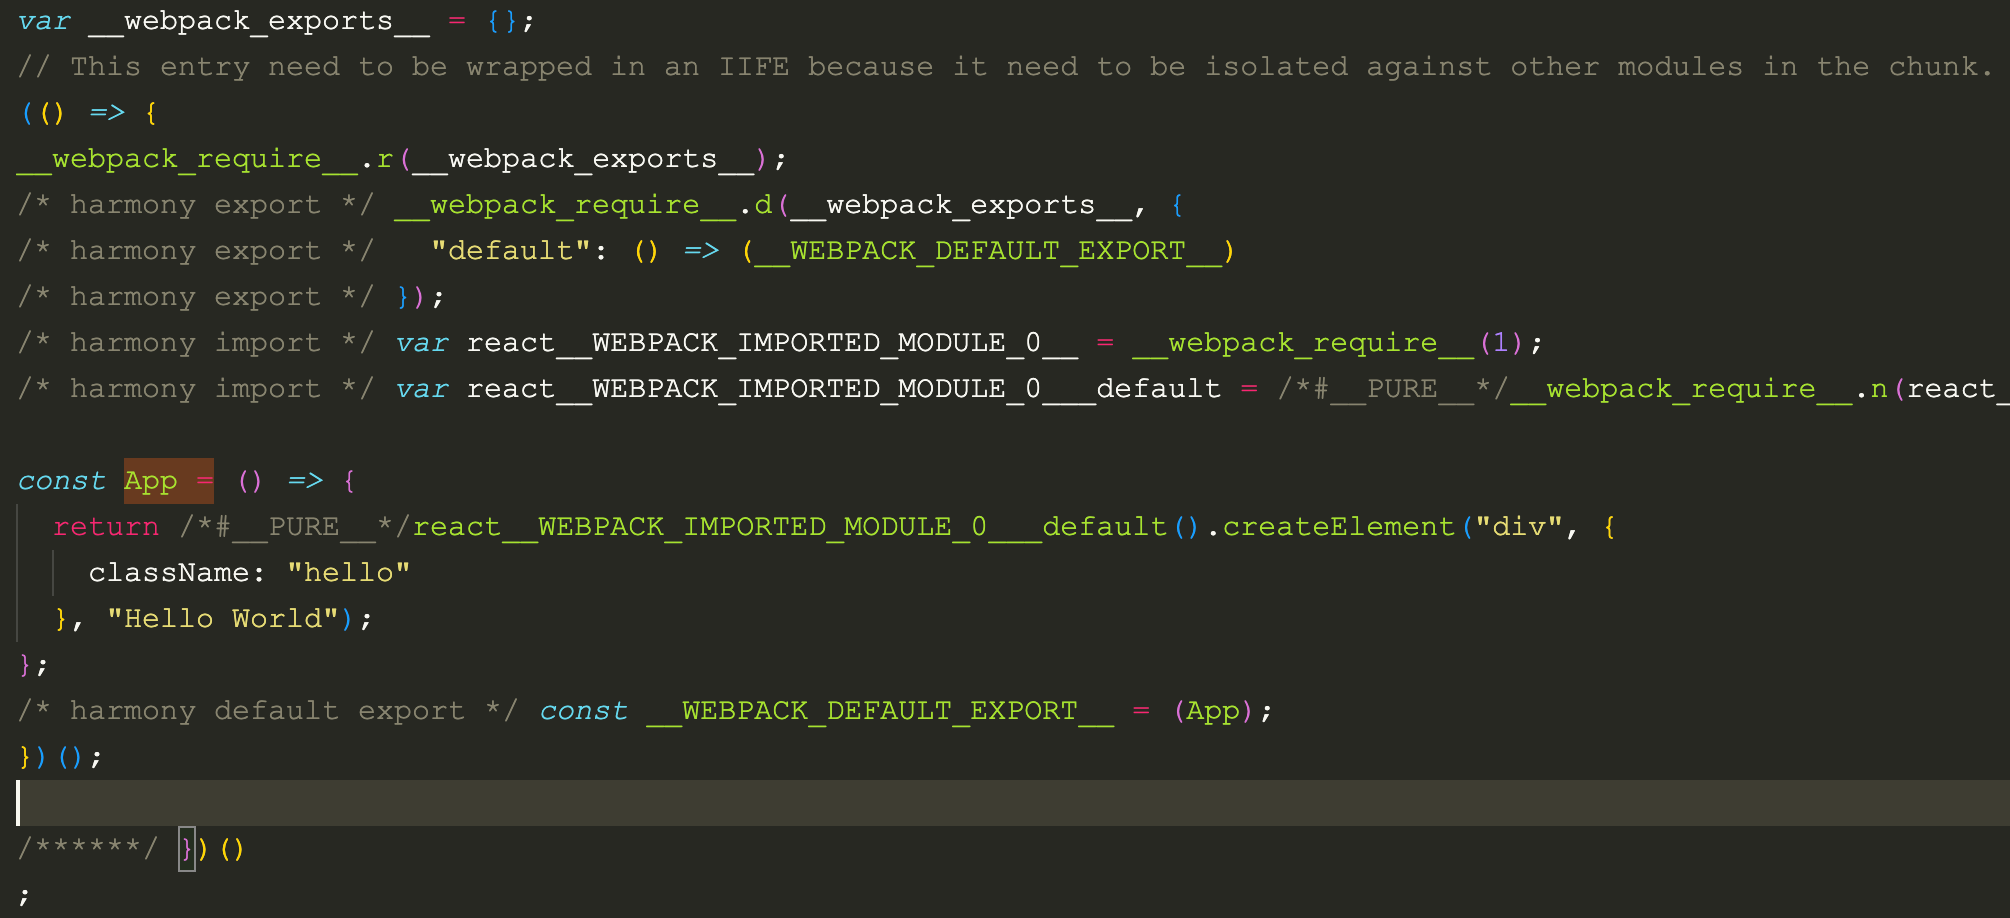 var __webpack_exports__ = {};
// This entry need to be wrapped in an IIFE because it need to be isolated against other modules in the chunk.
(() => {
__webpack_require__.r(__webpack_exports__);
/* harmony export */ __webpack_require__.d(__webpack_exports__, {
/* harmony export */   "default": () => (__WEBPACK_DEFAULT_EXPORT__)
/* harmony export */ });
/* harmony import */ var react__WEBPACK_IMPORTED_MODULE_0__ = __webpack_require__(1);
/* harmony import */ var react__WEBPACK_IMPORTED_MODULE_0___default = /*#__PURE__*/__webpack_require__.n(react_
const App = () => {
  return /*#__PURE__*/react__WEBPACK_IMPORTED_MODULE_0___default().createElement("div", {
    className: "hello"
  }, "Hello World");
};
/* harmony default export */ const __WEBPACK_DEFAULT_EXPORT__ = (App);
})();
/******/ })()
;